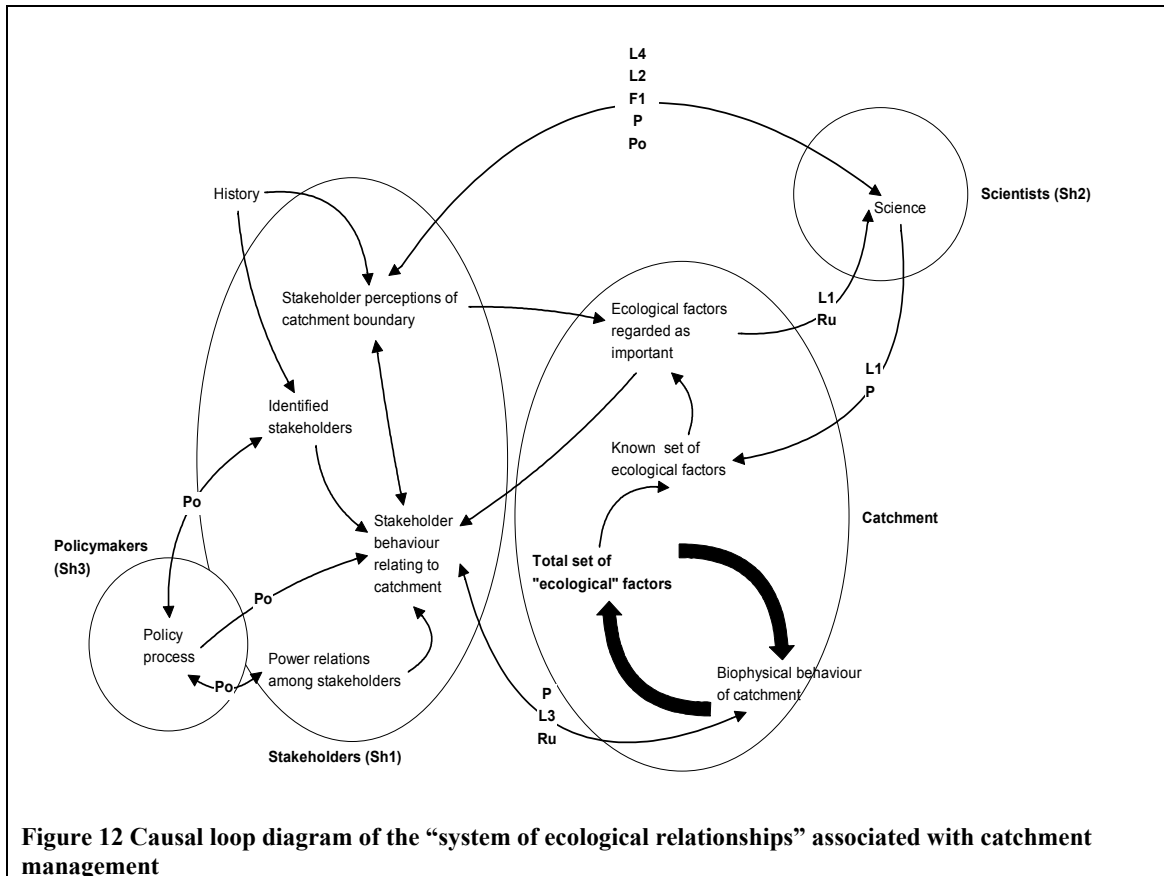 L4
L2
F1
P
Po
History
Science
Scientists (Sh2)
Stakeholder perceptions of
catchment boundary
Ecological factors
regarded as
important
L1
Ru
L1
P
Identified
stakeholders
Known set of
ecological factors
Po
Stakeholder
behaviour
relating to
catchment
Catchment
Policymakers
(Sh3)
Total set of
"ecological" factors
Po
Policy
process
Po
Power relations
among stakeholders
Biophysical behaviour
of catchment
P
L3
Ru
Stakeholders (Sh1)
Figure 12 Causal loop diagram of the “system of ecological relationships” associated with catchment
management